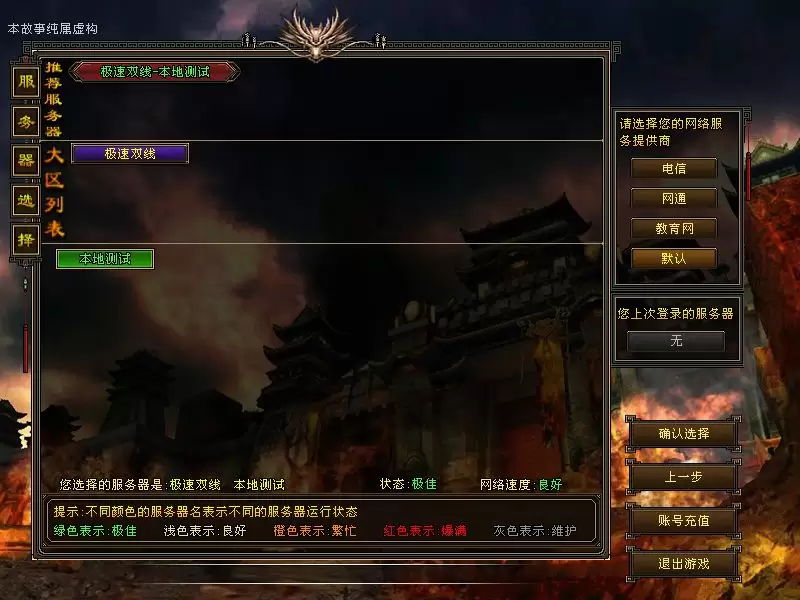 本故事纯属虚构
服务器选择
推荐服务器
极速双线-本地测试
大区列表
极速双线
本地测试
请选择您的网络服
务提供商
电信
网通
教育网
默认
您上次登录的服务器
无
您选择的服务器是:极速双线 本地测试 状态:极佳 网络速度:良好
提示:不同颜色的服务器名表示不同的服务器运行状态
绿色表示:极佳 浅色表示:良好 橙色表示:繁忙 红色表示:爆满 灰色表示:维护
确认选择
上一步
账号充值
退出游戏